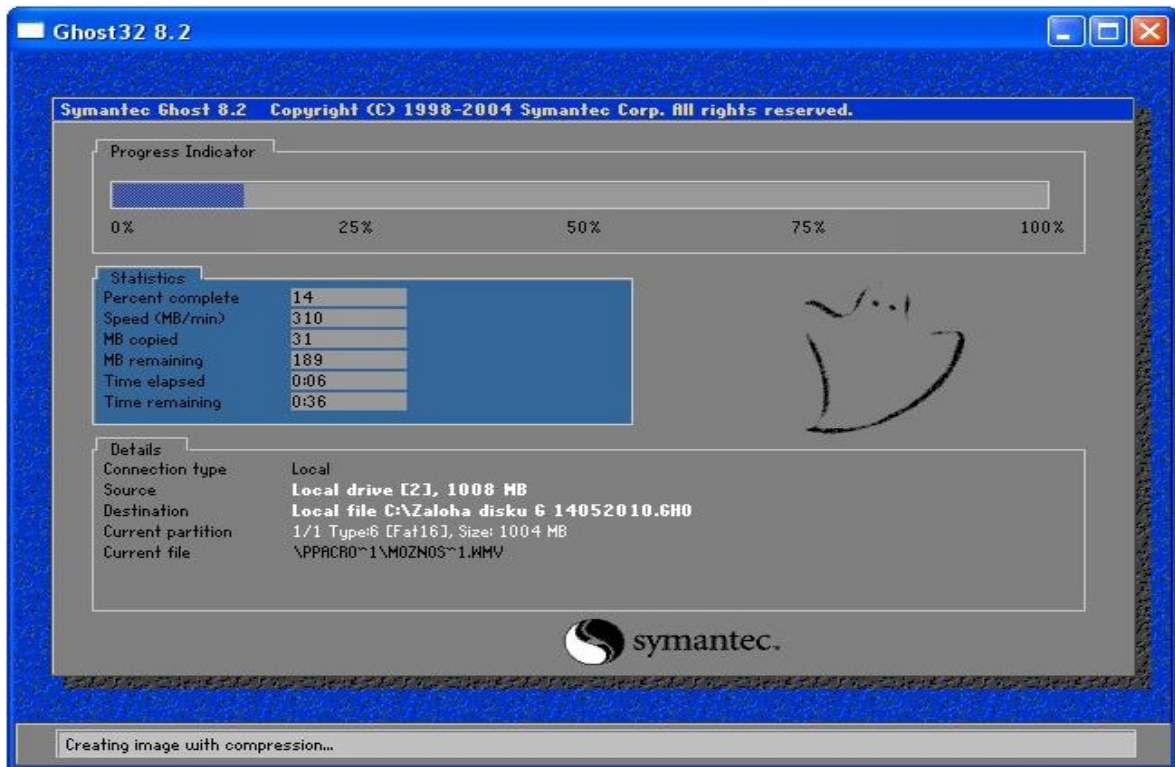 Ghost32 8.2
Symantec Ghost 8.2 Copyright (C) 1998-2004 Symantec Corp. All rights reserved.
Progress Indicator
0% 25% 50% 75% 100%
Statistics
Percent complete 14
Speed (MB/min) 310
MB copied 31
MB remaining 189
Time elapsed 0:06
Time remaining 0:36
Details
Connection type Local
Source Local drive [2], 1008 MB
Destination Local file C:\Zaloha disku G 14052010.GHO
Current partition 1/1 Type:6 [Fat16], Size: 1004 MB
Current file \PPACRO~1\MOZNOS~1.WMV
symantec.
Creating image with compression...